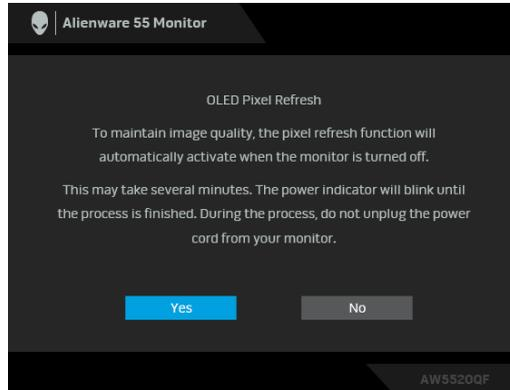 Alienware 55 Monitor
OLED Pixel Refresh
To maintain image quality, the pixel refresh function will
automatically activate when the monitor is turned off.
This may take several minutes. The power indicator will blink until
the process is finished. During the process, do not unplug the power
cord from your monitor.
Yes
No
AW5520QF